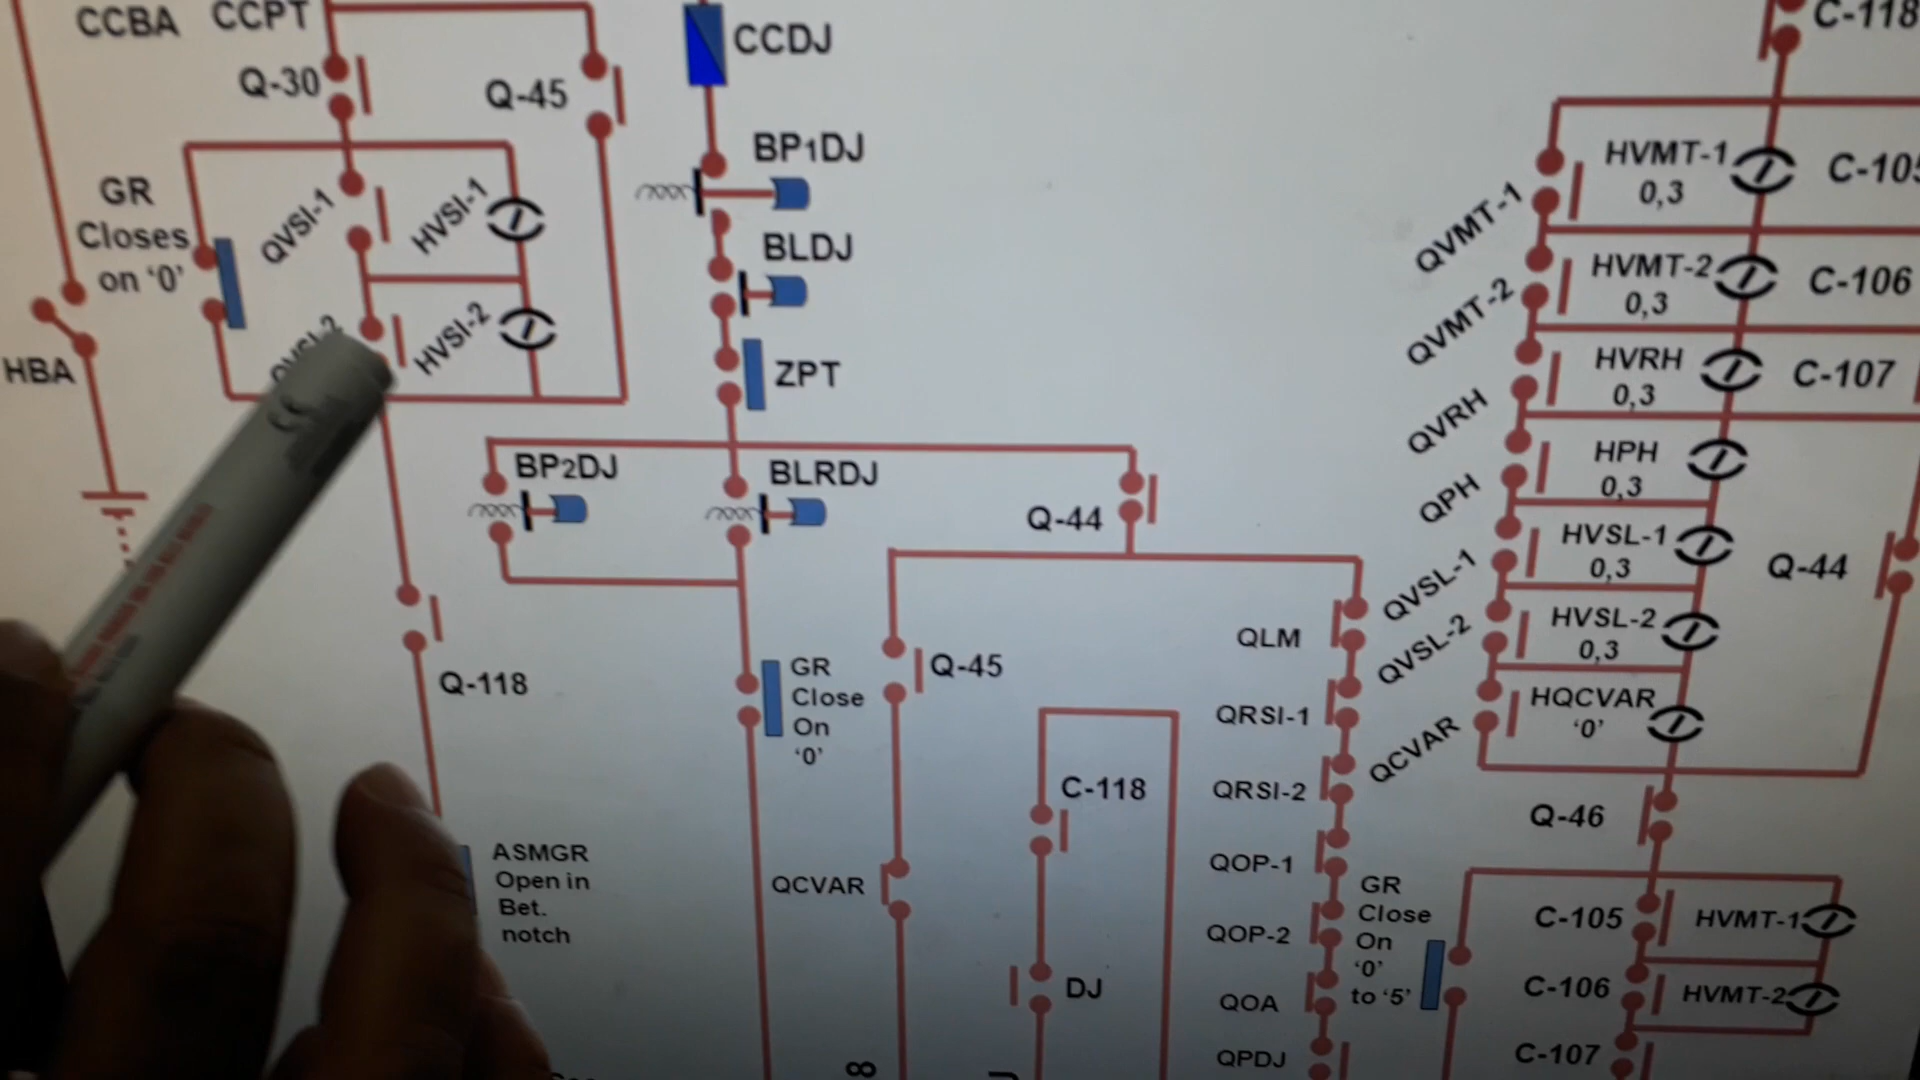 CCBA
CCPT
CCDJ
C-118
Q-30
Q-45
BP1DJ
HVMT-1
0,3
C-105
GR
Closes
on ‘0’
QVSI-1
HVSI-1
QVMT-1
BLDJ
HVMT-2
0,3
C-106
QVSI-2
HVSI-2
QVMT-2
HBA
ZPT
HVRH
0,3
C-107
QVRH
BP2DJ
BLRDJ
HPH
0,3
QPH
Q-44
HVSL-1
0,3
Q-44
QVSL-1
QLM
HVSL-2
0,3
QVSL-2
Q-118
GR
Close
On
‘0’
Q-45
QRSI-1
HQCVAR
‘0’
QCVAR
C-118
QRSI-2
Q-46
ASMGR
Open in
Bet.
notch
QCVAR
QOP-1
GR
Close
On
‘0’
to ‘5’
C-105
HVMT-1
QOP-2
DJ
QOA
C-106
HVMT-2
QPDJ
C-107
8